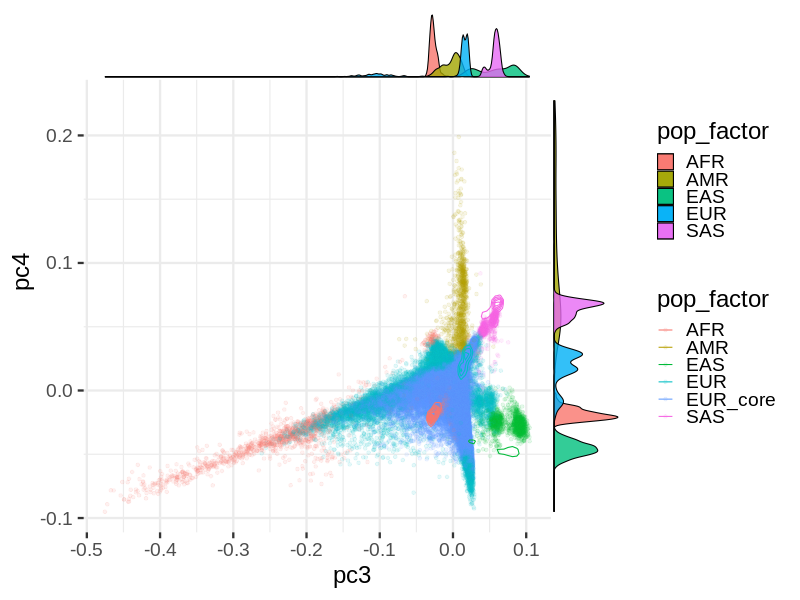 pop_factor
AFR
AMR
EAS
EUR
SAS
pop_factor
AFR
AMR
EAS
EUR
EUR_core
SAS
pc4
0.2
0.1
0.0
-0.1
-0.5
-0.4
-0.3
-0.2
-0.1
0.0
0.1
pc3